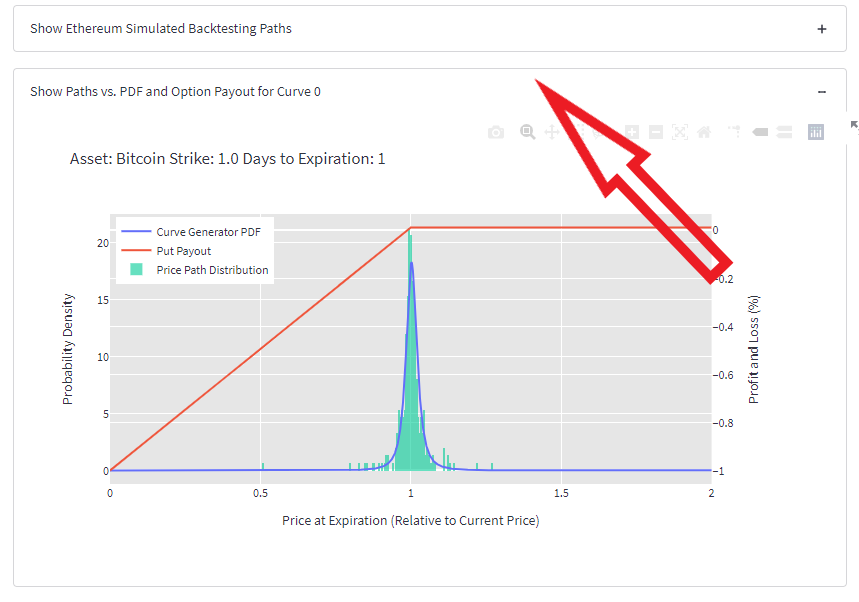 Show Ethereum Simulated Backtesting Paths
+
Show Paths vs. PDF and Option Payout for Curve 0
−
Asset: Bitcoin Strike: 1.0 Days to Expiration: 1
Curve Generator PDF
Put Payout
Price Path Distribution
Probability Density
20
15
10
5
0
0
−0.2
−0.4
−0.6
−0.8
−1
Profit and Loss (%)
0
0.5
1
1.5
2
Price at Expiration (Relative to Current Price)